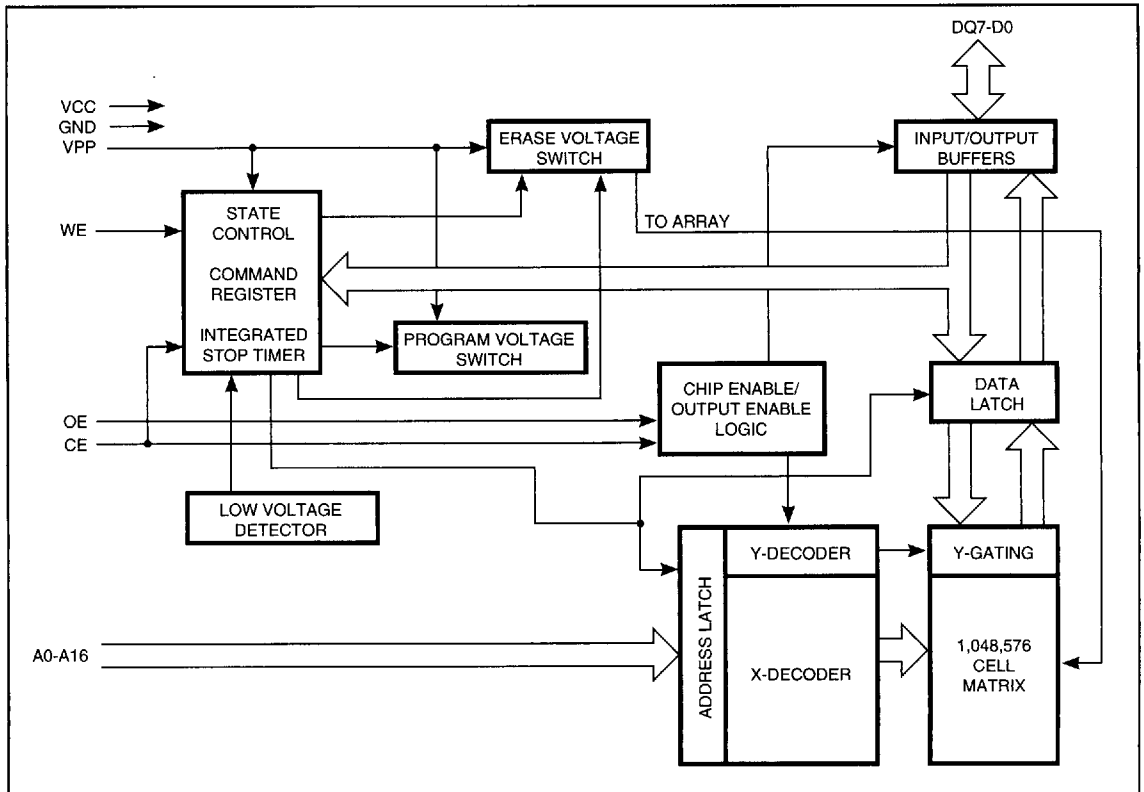 DQ7-D0
VCC
GND
VPP
ERASE VOLTAGE
SWITCH
INPUT/OUTPUT
BUFFERS
WE
STATE
CONTROL
COMMAND
REGISTER
INTEGRATED
STOP TIMER
TO ARRAY
PROGRAM VOLTAGE
SWITCH
CHIP ENABLE/
OUTPUT ENABLE
LOGIC
DATA
LATCH
OE
CE
LOW VOLTAGE
DETECTOR
ADDRESS LATCH
Y-DECODER
Y-GATING
A0-A16
X-DECODER
1,048,576
CELL
MATRIX